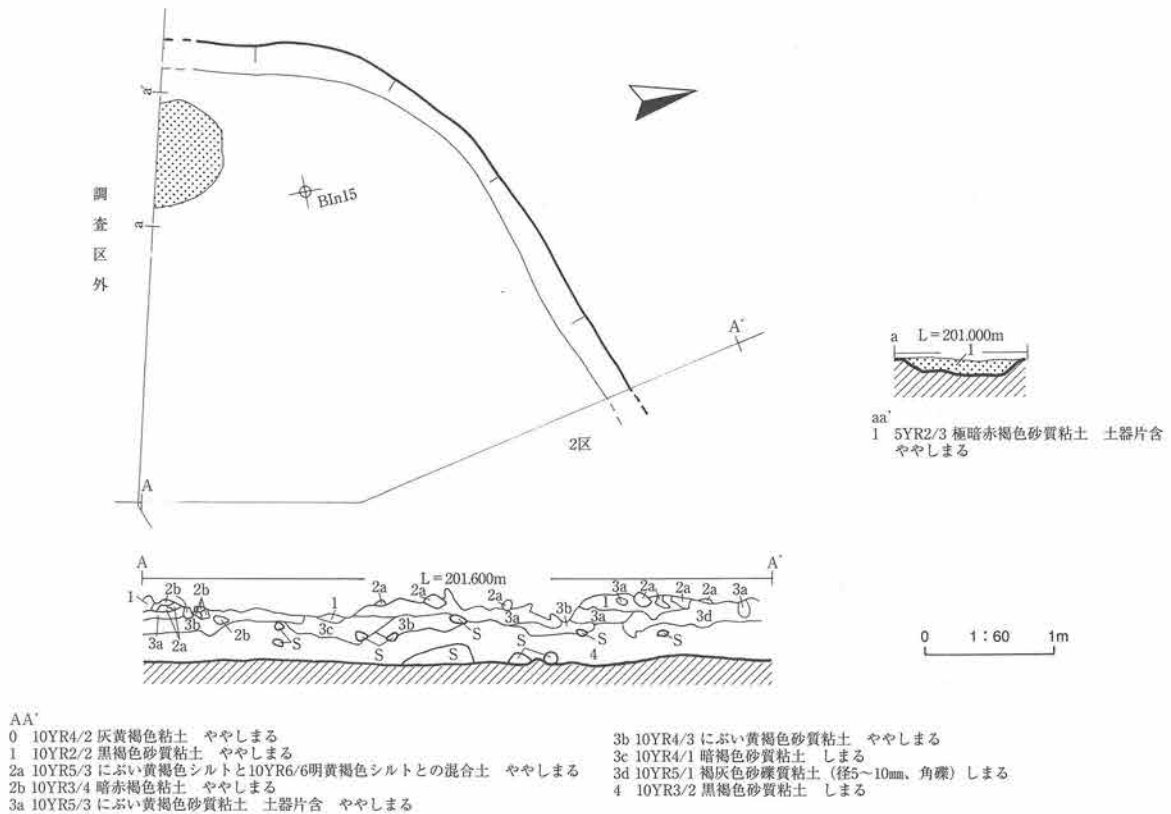 a'
調査区外
BIn15
a
A'
2区
A
a L=201.000m
1
aa'
1 5YR2/3 極暗赤褐色砂質粘土 土器片含
ややしまる
A A'
L=201.600m
1 2b 2b 2a 2a 2a 3a 2a 2a 2a 3a
1 3b 1
3b 2b 3c 3b 3a 3a 3d
3a 2a S S S S S S 4
0 1:60 1m
AA'
0 10YR4/2 灰黄褐色粘土 ややしまる
1 10YR2/2 黒褐色砂質粘土 ややしまる
2a 10YR5/3 にぶい黄褐色シルトと10YR6/6明黄褐色シルトとの混合土 ややしまる
2b 10YR3/4 暗赤褐色粘土 ややしまる
3a 10YR5/3 にぶい黄褐色砂質粘土 土器片含 ややしまる
3b 10YR4/3 にぶい黄褐色砂質粘土 ややしまる
3c 10YR4/1 暗褐色砂質粘土 しまる
3d 10YR5/1 褐灰色砂礫質粘土(径5〜10㎜、角礫)しまる
4 10YR3/2 黒褐色砂質粘土 しまる